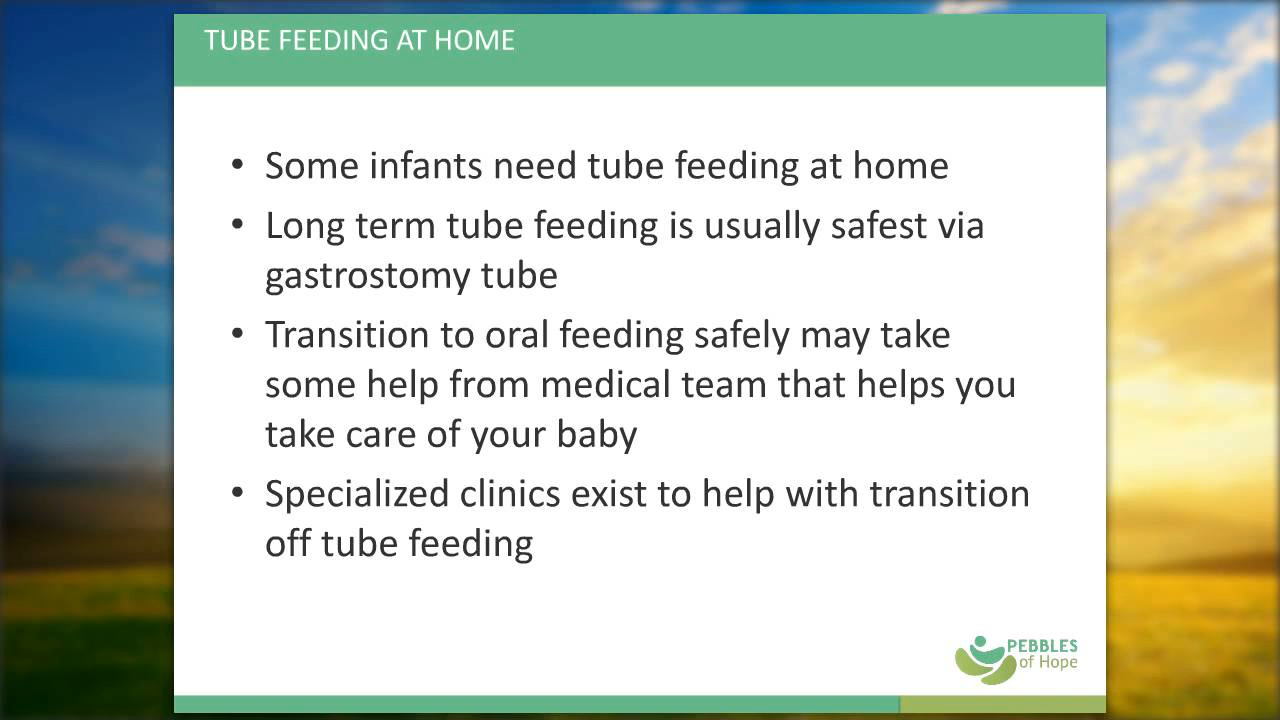 TUBE FEEDING AT HOME
• Some infants need tube feeding at home
• Long term tube feeding is usually safest via
gastrostomy tube
• Transition to oral feeding safely may take
some help from medical team that helps you
take care of your baby
• Specialized clinics exist to help with transition
off tube feeding
PEBBLES
of Hope